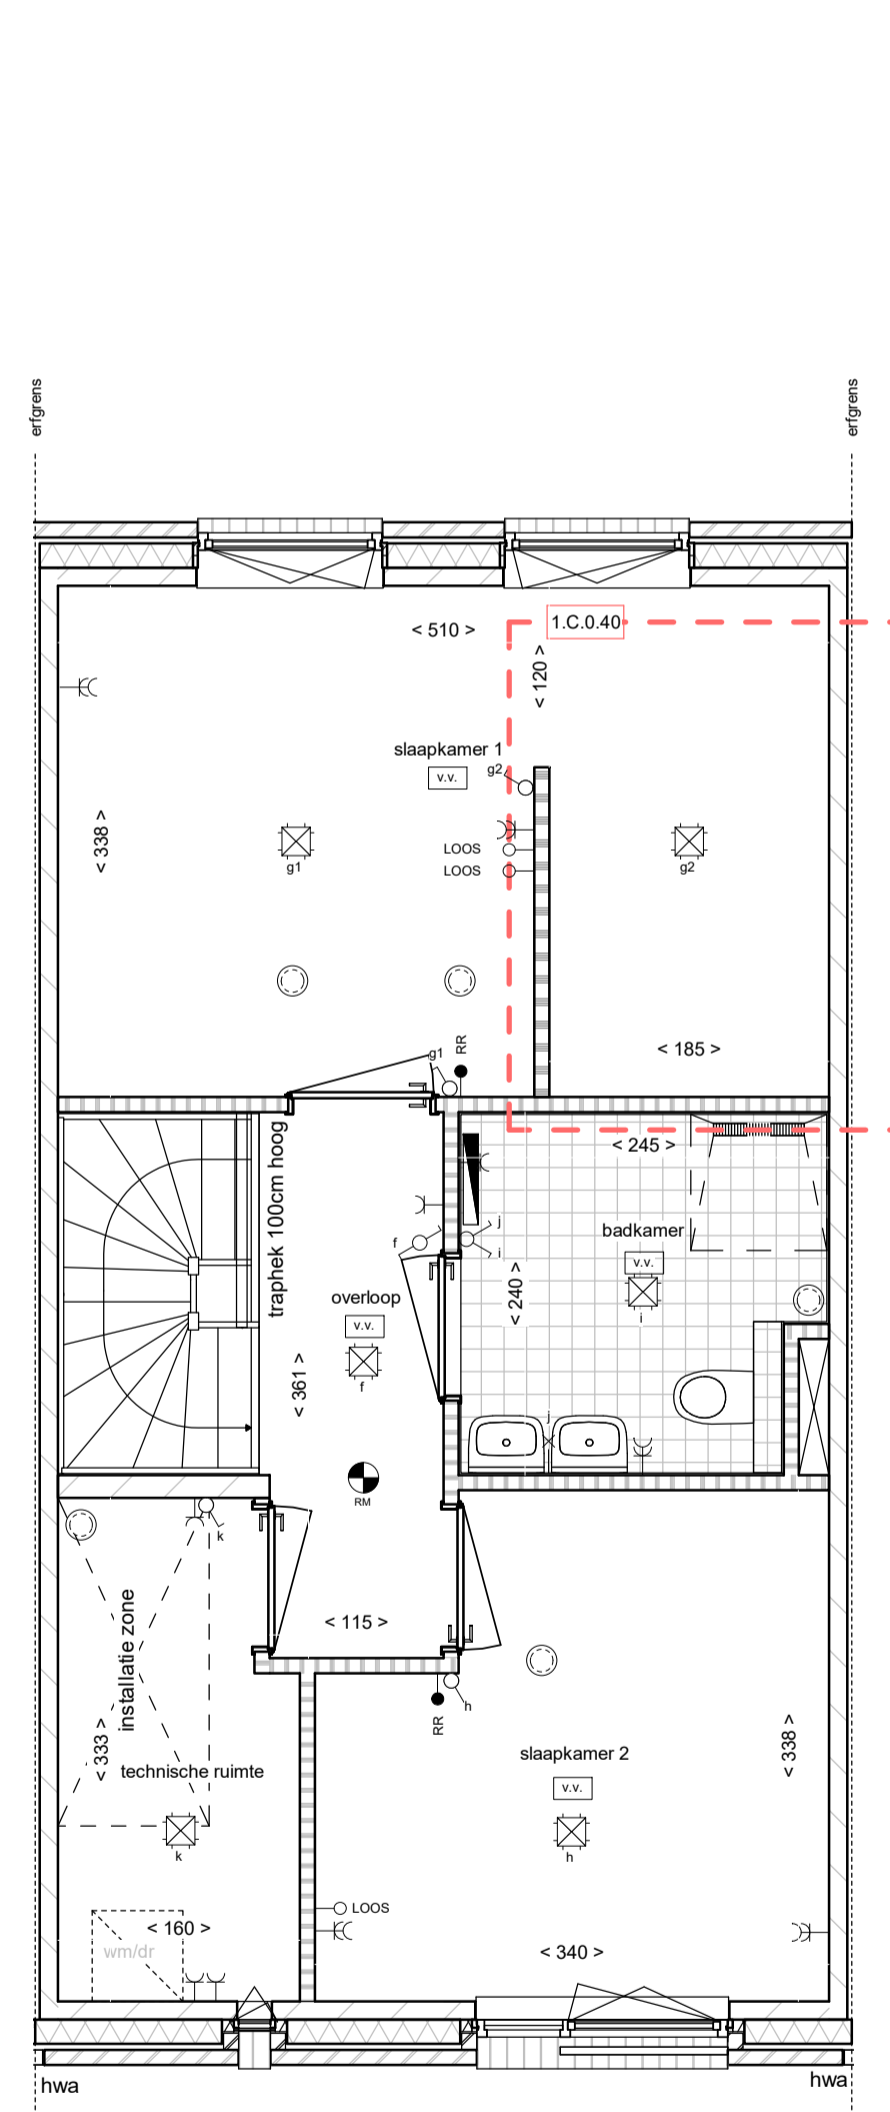 erfgrens
erfgrens
1.C.0.40
< 510 >
< 120 >
slaapkamer 1
v.v.
g2
< 338 >
LOOS
LOOS
g1
g2
< 185 >
g1
RR
traphek 100cm hoog
< 245 >
badkamer
v.v.
j
i
f
i
< 240 >
overloop
v.v.
f
< 361 >
j
RM
k
installatie zone
< 115 >
h
RR
< 333 >
technische ruimte
k
slaapkamer 2
v.v.
h
< 338 >
LOOS
< 160 >
wm/dr
< 340 >
hwa
hwa